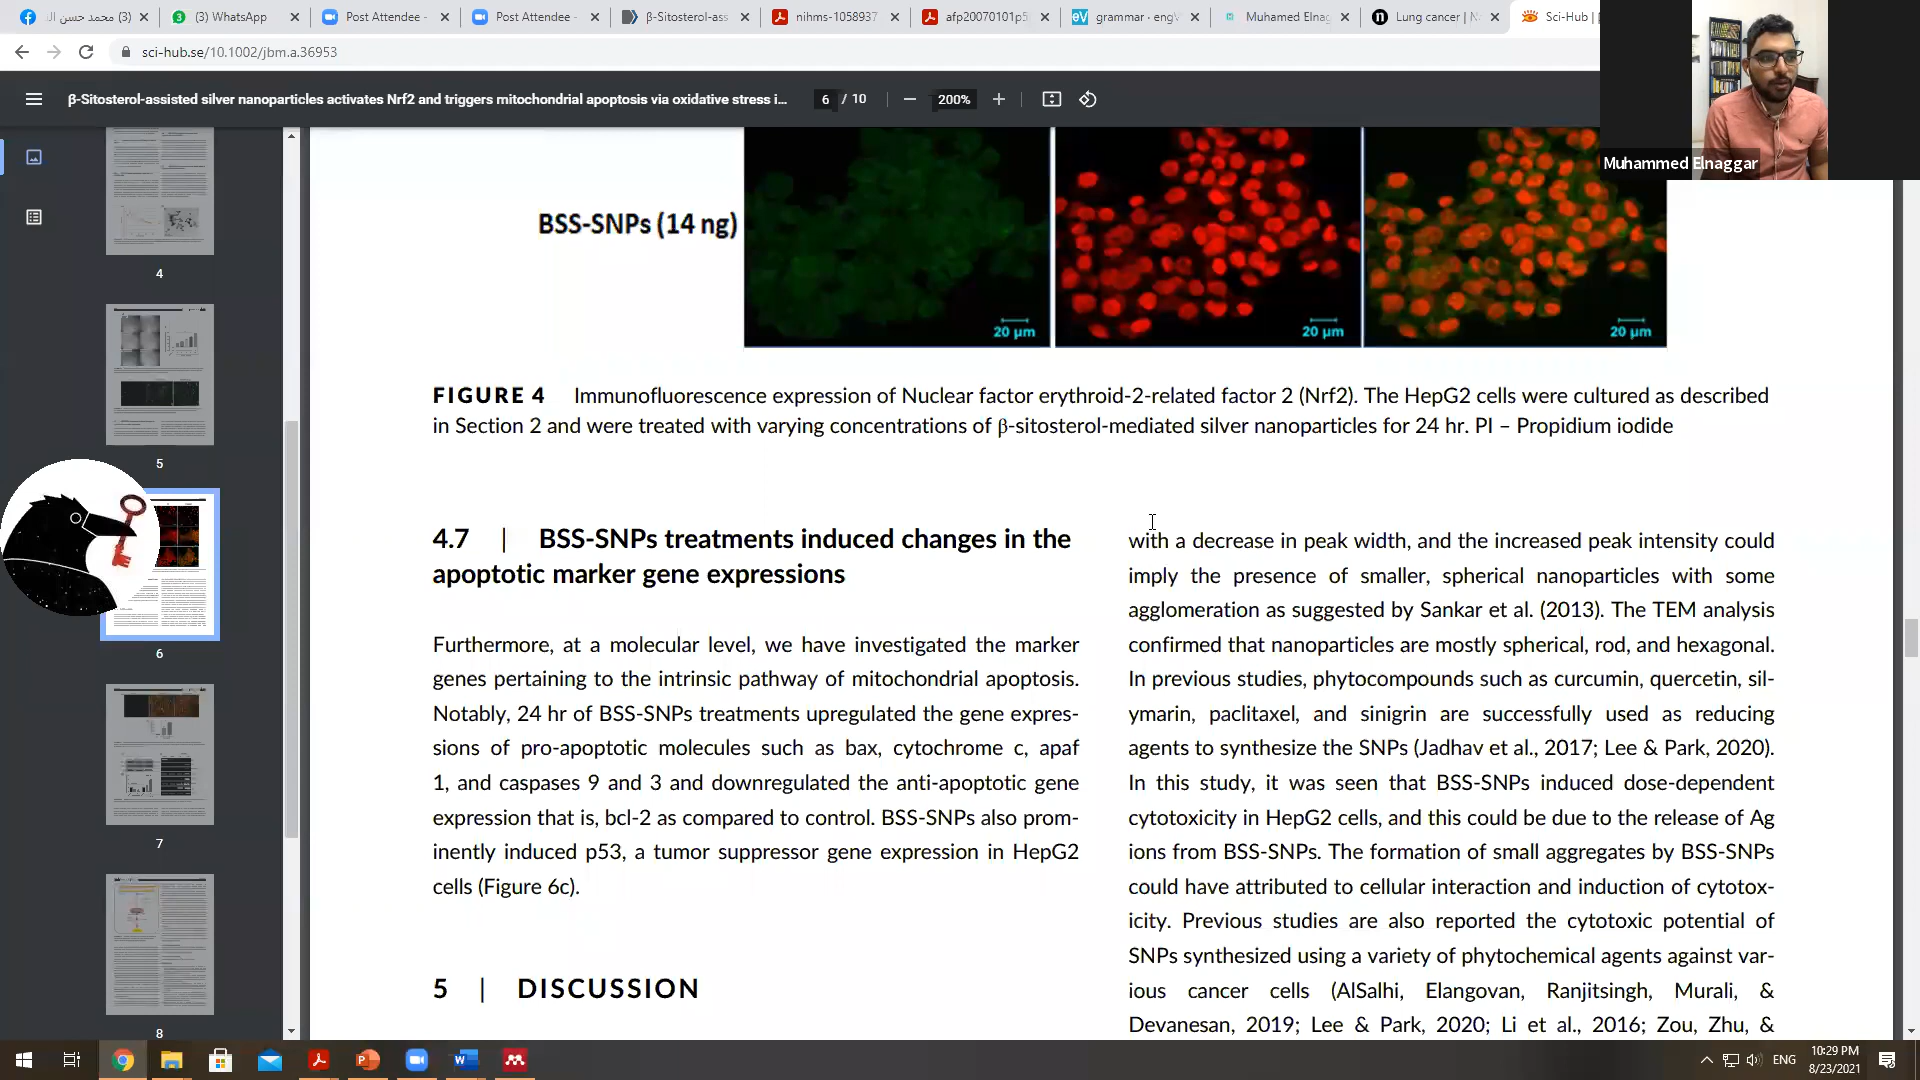 (3) محمد حسن الذ
(3) WhatsApp
Post Attendee -
Post Attendee -
β-Sitosterol-ass
nihms-1058937
afp20070101p5
grammar · engV
Muhamed Elnag
Lung cancer | N
Sci-Hub |
sci-hub.se/10.1002/jbm.a.36953
β-Sitosterol-assisted silver nanoparticles activates Nrf2 and triggers mitochondrial apoptosis via oxidative stress i...
6 / 10
200%
Muhammed Elnaggar
4
5
6
7
8
BSS-SNPs (14 ng)
20 µm
20 µm
20 µm
FIGURE 4 Immunofluorescence expression of Nuclear factor erythroid-2-related factor 2 (Nrf2). The HepG2 cells were cultured as described
in Section 2 and were treated with varying concentrations of β-sitosterol-mediated silver nanoparticles for 24 hr. PI – Propidium iodide
4.7 | BSS-SNPs treatments induced changes in the
apoptotic marker gene expressions
Furthermore, at a molecular level, we have investigated the marker
genes pertaining to the intrinsic pathway of mitochondrial apoptosis.
Notably, 24 hr of BSS-SNPs treatments upregulated the gene expres-
sions of pro-apoptotic molecules such as bax, cytochrome c, apaf
1, and caspases 9 and 3 and downregulated the anti-apoptotic gene
expression that is, bcl-2 as compared to control. BSS-SNPs also prom-
inently induced p53, a tumor suppressor gene expression in HepG2
cells (Figure 6c).
5 | DISCUSSION
with a decrease in peak width, and the increased peak intensity could
imply the presence of smaller, spherical nanoparticles with some
agglomeration as suggested by Sankar et al. (2013). The TEM analysis
confirmed that nanoparticles are mostly spherical, rod, and hexagonal.
In previous studies, phytocompounds such as curcumin, quercetin, sil-
ymarin, paclitaxel, and sinigrin are successfully used as reducing
agents to synthesize the SNPs (Jadhav et al., 2017; Lee & Park, 2020).
In this study, it was seen that BSS-SNPs induced dose-dependent
cytotoxicity in HepG2 cells, and this could be due to the release of Ag
ions from BSS-SNPs. The formation of small aggregates by BSS-SNPs
could have attributed to cellular interaction and induction of cytotox-
icity. Previous studies are also reported the cytotoxic potential of
SNPs synthesized using a variety of phytochemical agents against var-
ious cancer cells (AlSalhi, Elangovan, Ranjitsingh, Murali, &
Devanesan, 2019; Lee & Park, 2020; Li et al., 2016; Zou, Zhu, &
ENG
10:29 PM
8/23/2021